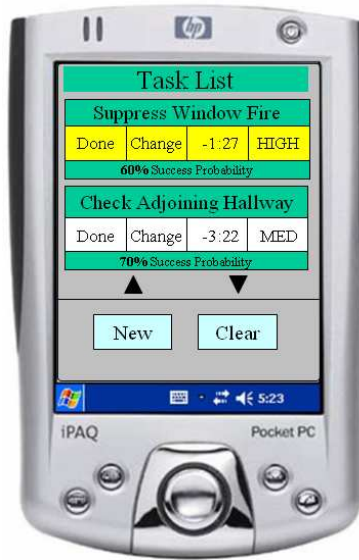 hp
Task List
Suppress Window Fire
Done Change -1:27 HIGH
60% Success Probability
Check Adjoining Hallway
Done Change -3:22 MED
70% Success Probability
New Clear
5:23
iPAQ Pocket PC